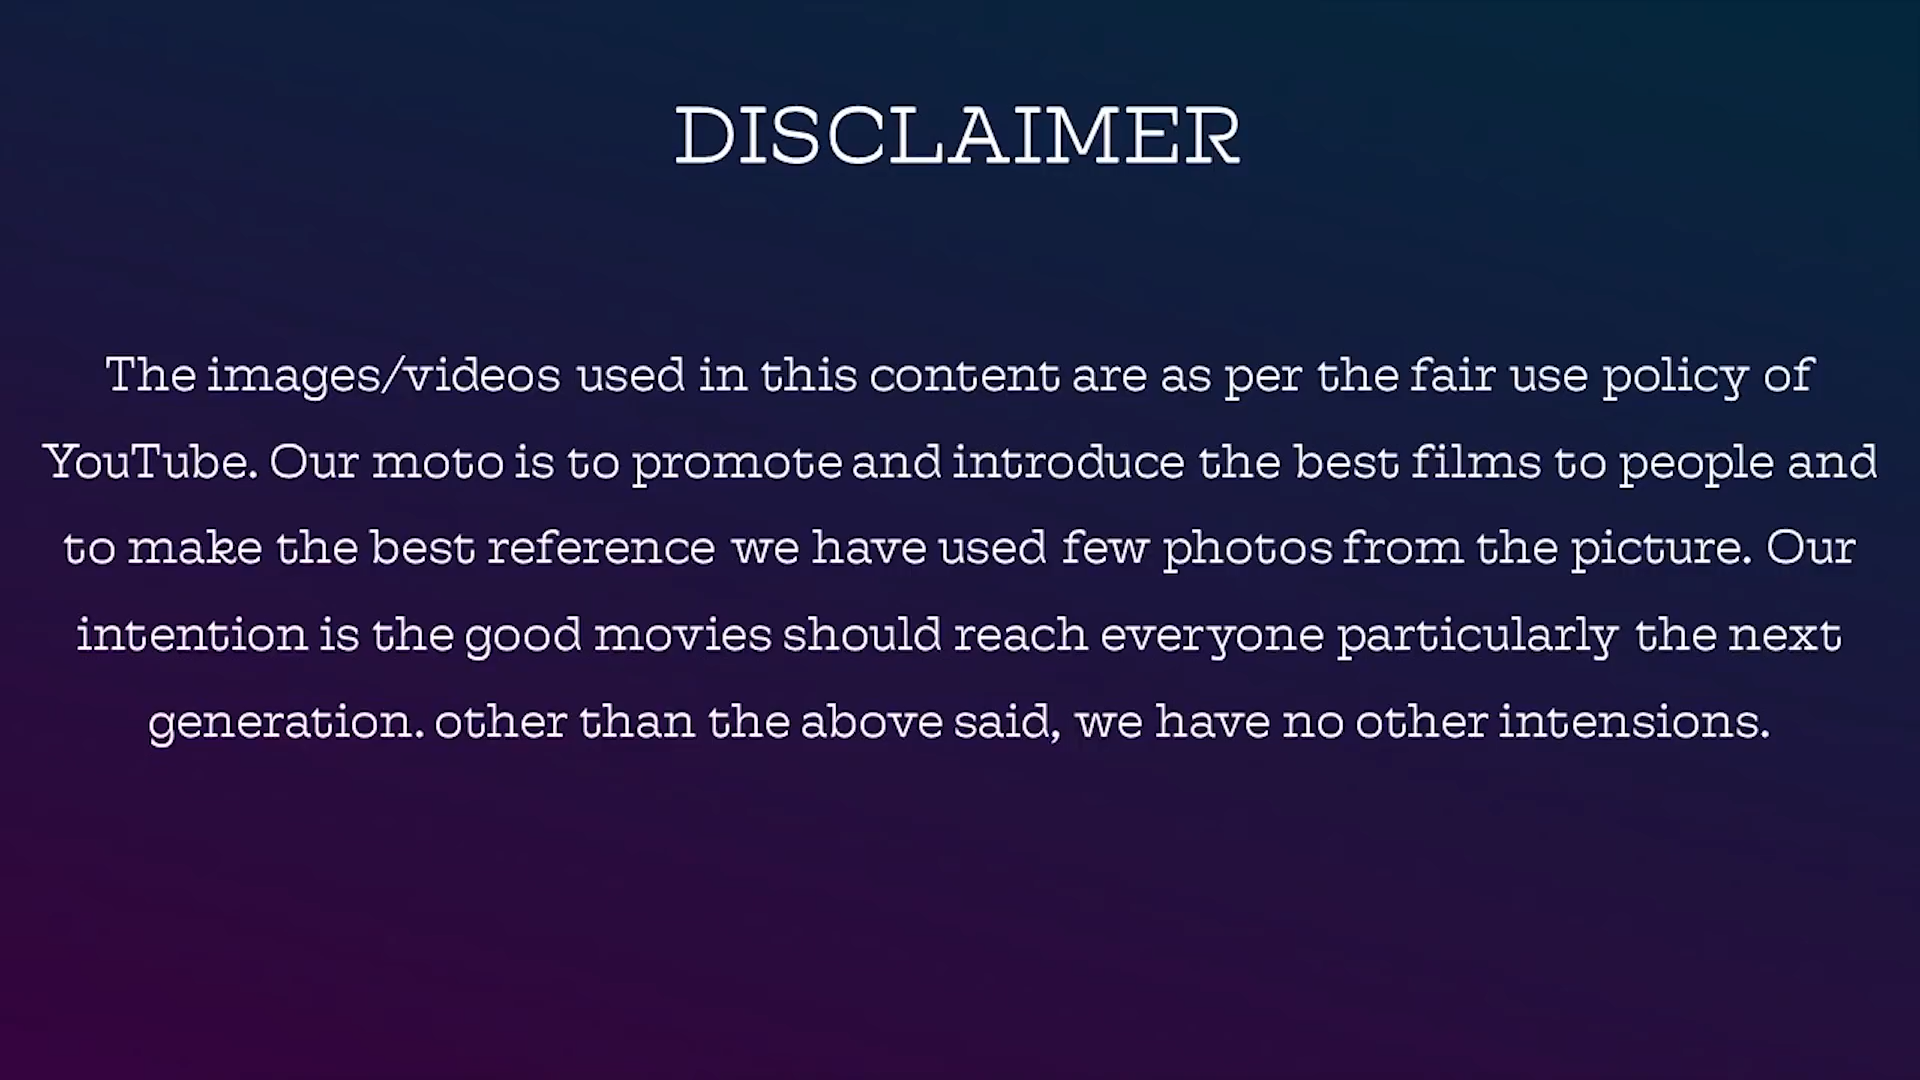 DISCLAIMER
The images/videos used in this content are as per the fair use policy of
YouTube. Our moto is to promote and introduce the best films to people and
to make the best reference we have used few photos from the picture. Our
intention is the good movies should reach everyone particularly the next
generation. other than the above said, we have no other intensions.